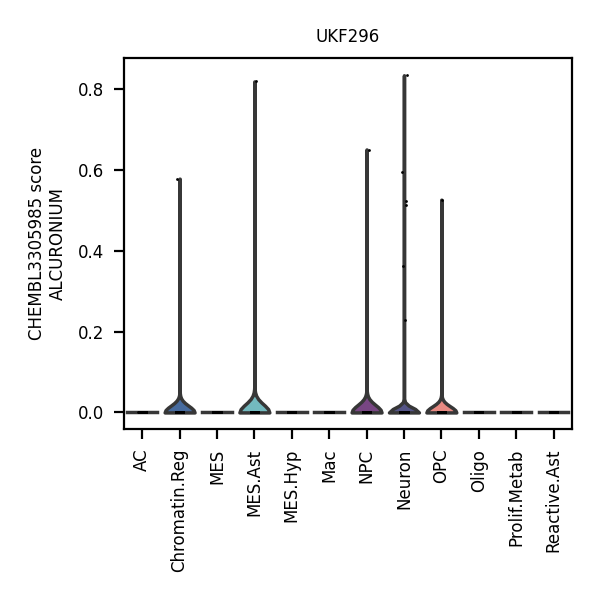 UKF296
CHEMBL3305985 score
ALCURONIUM
0.8
0.6
0.4
0.2
0.0
AC
Chromatin.Reg
MES
MES.Ast
MES.Hyp
Mac
NPC
Neuron
OPC
Oligo
Prolif.Metab
Reactive.Ast